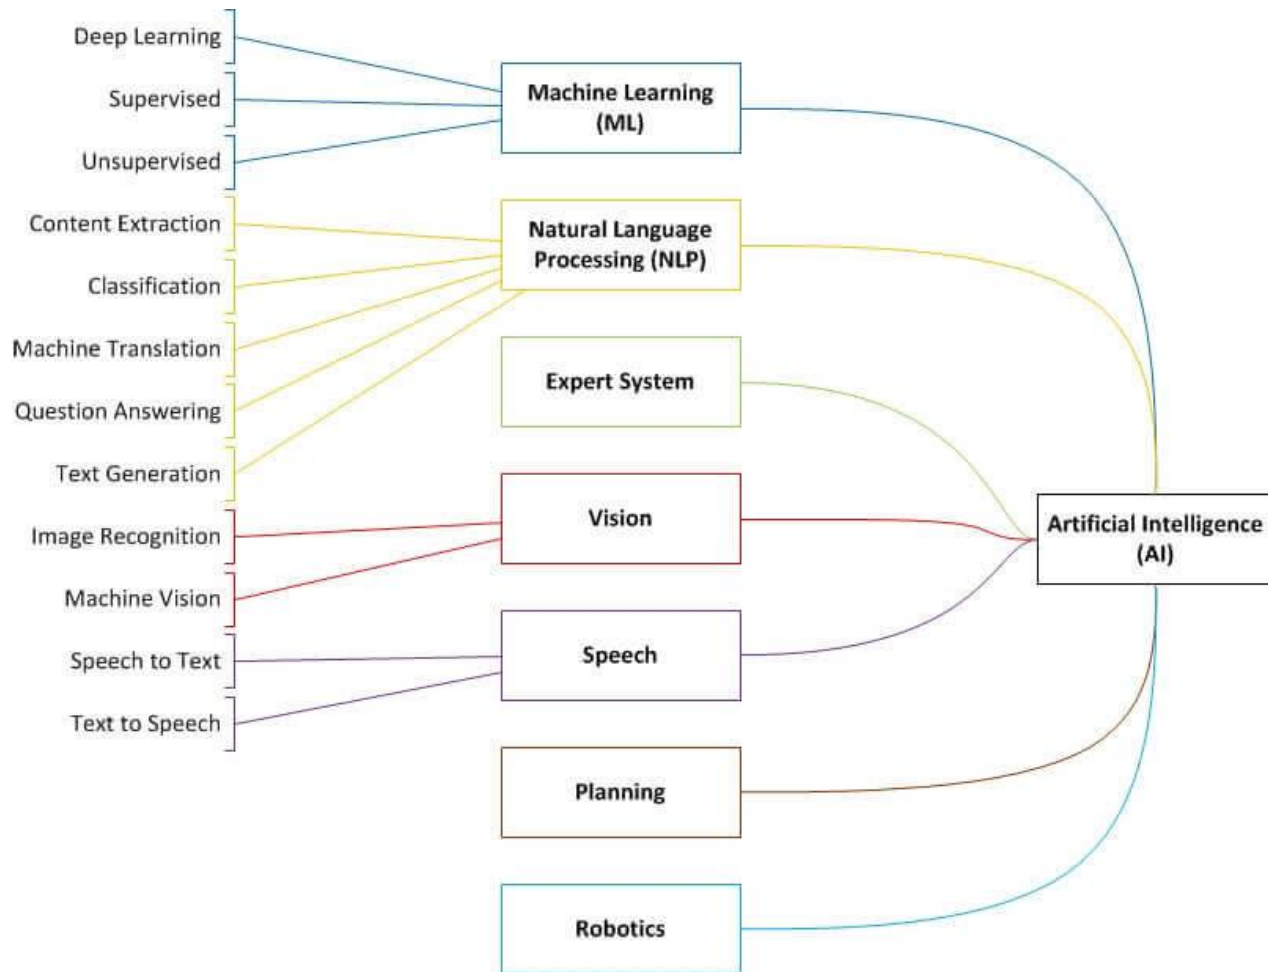 Deep Learning
Supervised
Unsupervised
Content Extraction
Classification
Machine Translation
Question Answering
Text Generation
Image Recognition
Machine Vision
Speech to Text
Text to Speech
Machine Learning
(ML)
Natural Language
Processing (NLP)
Expert System
Vision
Speech
Planning
Robotics
Artificial Intelligence
(AI)